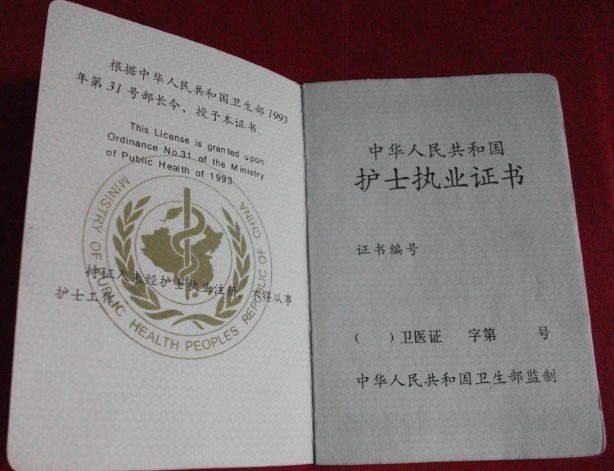 根据中华人民共和国卫生部1993
年第31号部长令、授予本证书.
This License is granted upon
Ordinance No.31 of the Ministry
of Public Health of 1993
MINISTRY OF PUBLIC HEALTH PEOPLES REPUBLIC OF CHINA
持证人未经护士执业注册,不得从事
护士工作。
中华人民共和国
护士执业证书
证书编号
( )卫医证 字第 号
中华人民共和国卫生部监制